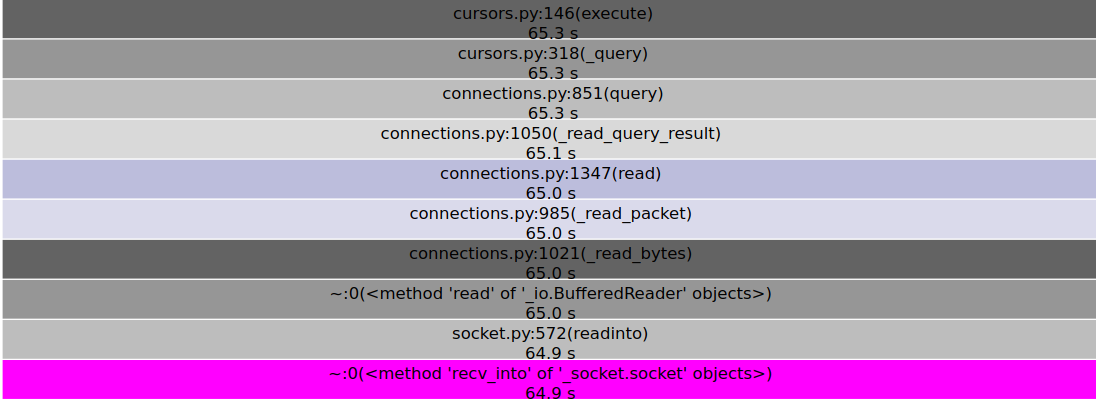 cursors.py:146(execute)
65.3 s
cursors.py:318(_query)
65.3 s
connections.py:851(query)
65.3 s
connections.py:1050(_read_query_result)
65.1 s
connections.py:1347(read)
65.0 s
connections.py:985(_read_packet)
65.0 s
connections.py:1021(_read_bytes)
65.0 s
~:0(<method 'read' of '_io.BufferedReader' objects>)
65.0 s
socket.py:572(readinto)
64.9 s
~:0(<method 'recv_into' of '_socket.socket' objects>)
64.9 s